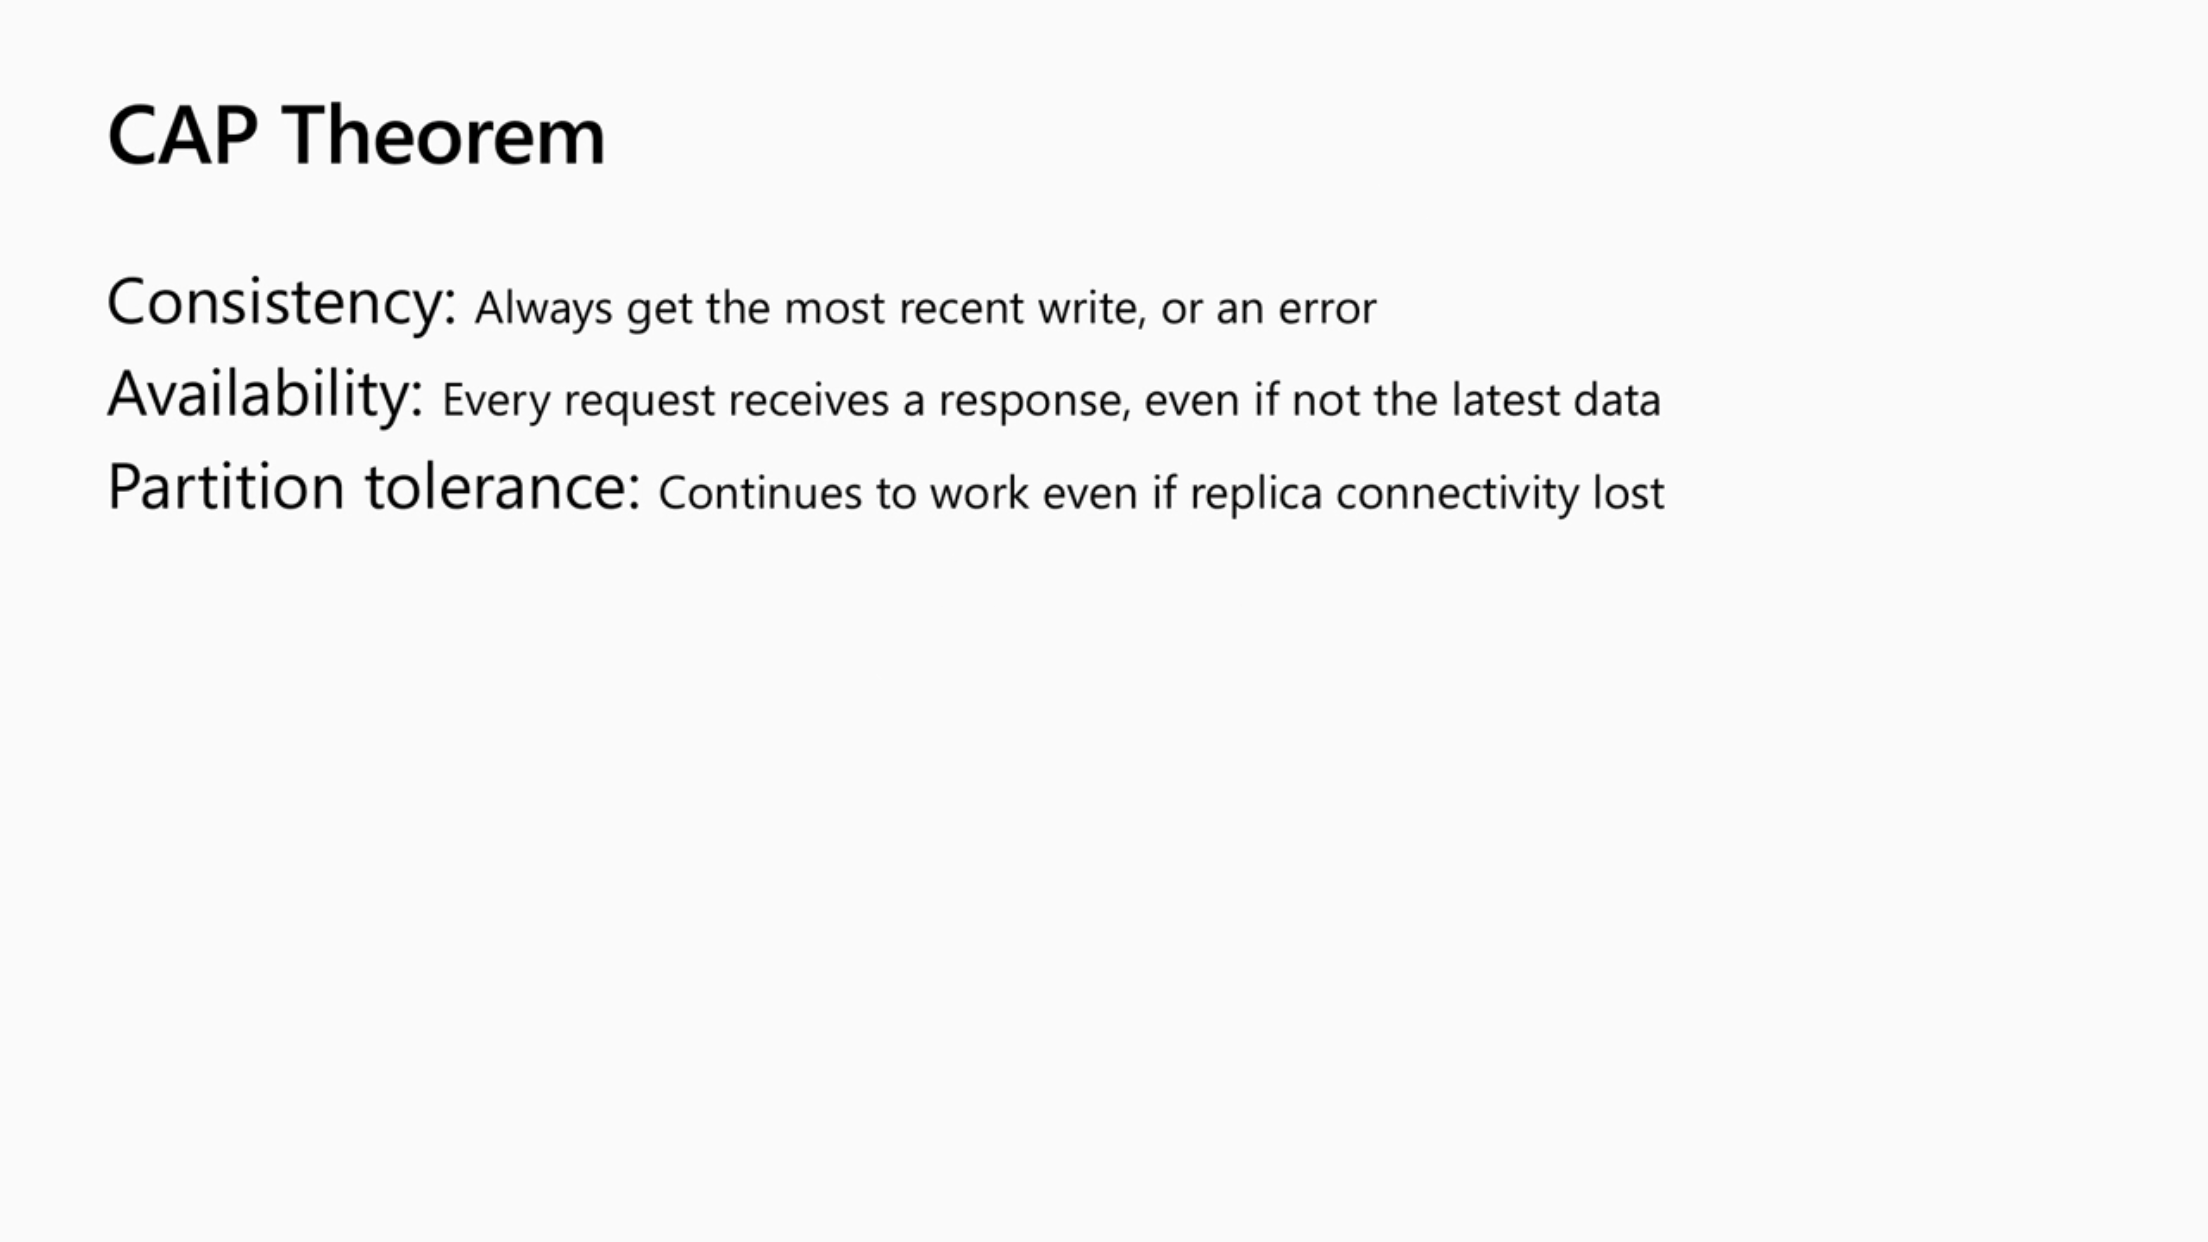 CAP Theorem
Consistency: Always get the most recent write, or an error
Availability: Every request receives a response, even if not the latest data
Partition tolerance: Continues to work even if replica connectivity lost